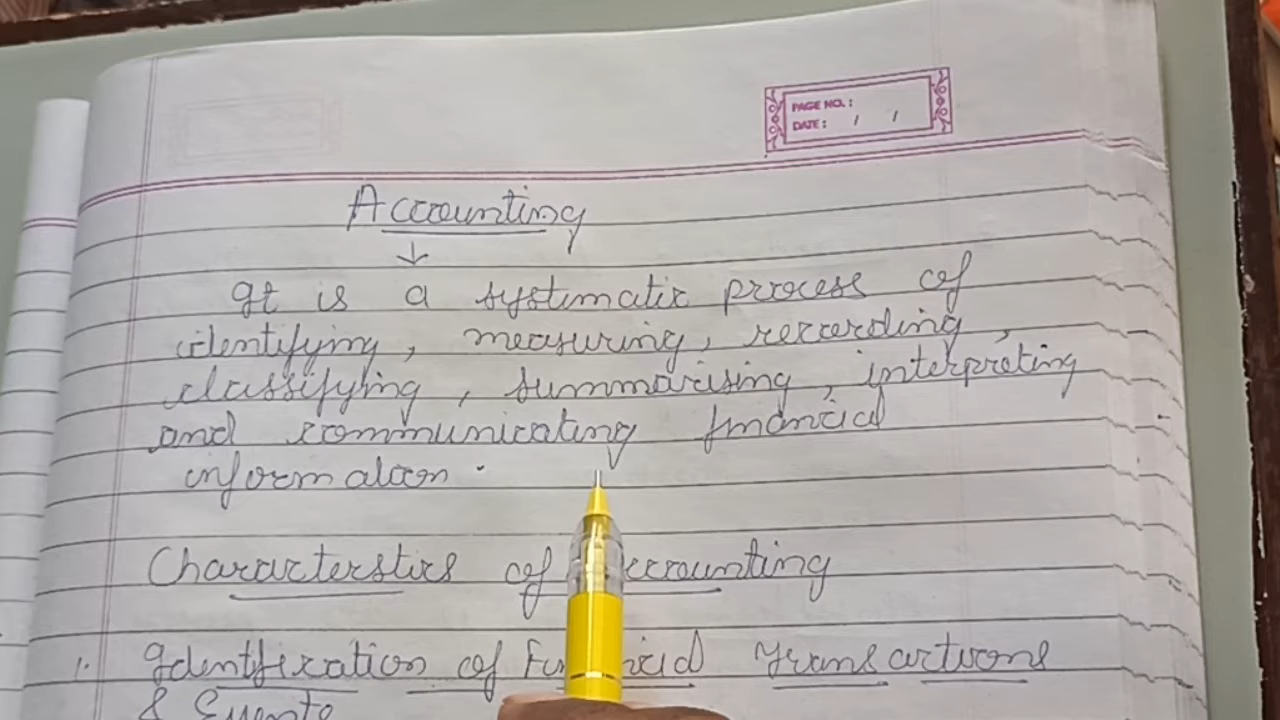 PAGE NO. :
DATE : / /
Accounting
It is a systematic process of
identifying, measuring, recording,
classifying, summarising, interpreting
and communicating financial
information.
Characterstics of Accounting
1. Identification of Financial Transactions
& Events